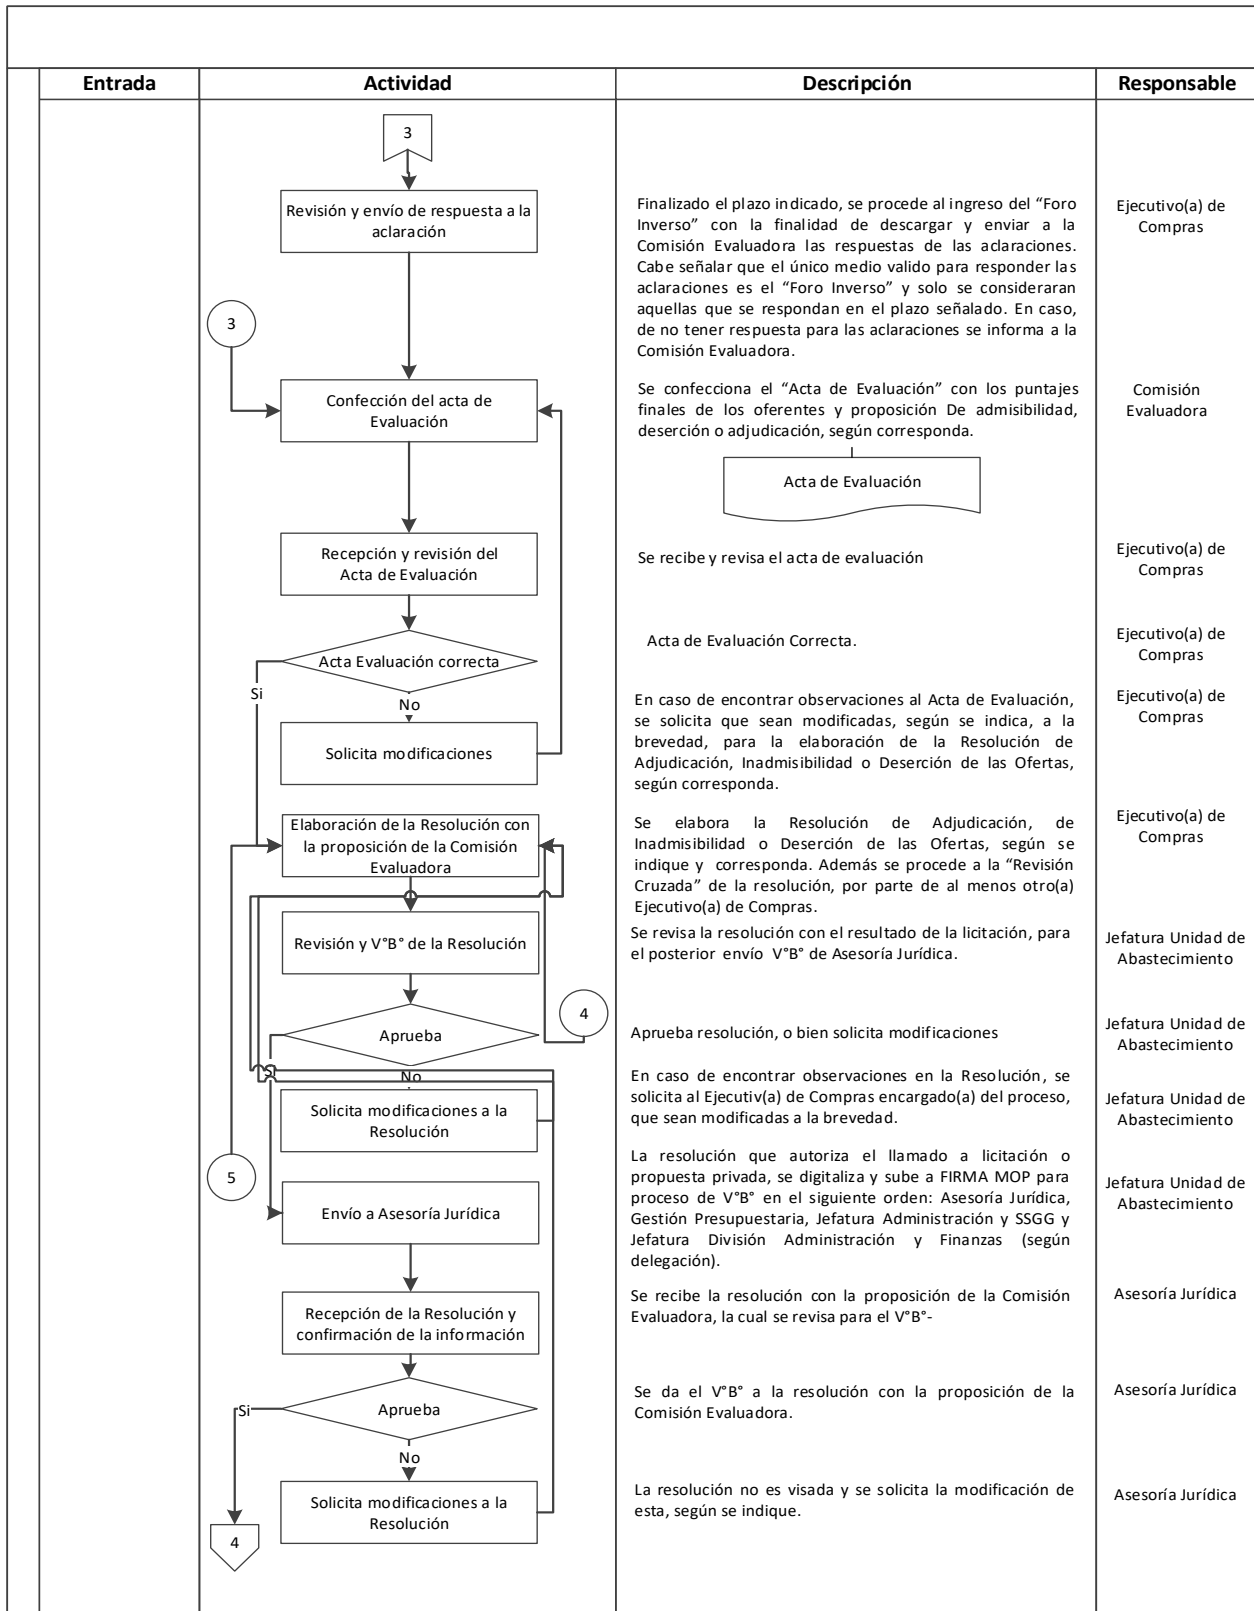 Entrada
Actividad
Descripción
Responsable
3
Revisión y envío de respuesta a la
aclaración
Finalizado el plazo indicado, se procede al ingreso del “Foro
Inverso” con la finalidad de descargar y enviar a la
Comisión Evaluadora las respuestas de las aclaraciones.
Cabe señalar que el único medio valido para responder las
aclaraciones es el “Foro Inverso” y solo se consideraran
aquellas que se respondan en el plazo señalado. En caso,
de no tener respuesta para las aclaraciones se informa a la
Comisión Evaluadora.
Ejecutivo(a) de
Compras
3
Confección del acta de
Evaluación
Se confecciona el “Acta de Evaluación” con los puntajes
finales de los oferentes y proposición De admisibilidad,
deserción o adjudicación, según corresponda.
Comisión
Evaluadora
Acta de Evaluación
Recepción y revisión del
Acta de Evaluación
Se recibe y revisa el acta de evaluación
Ejecutivo(a) de
Compras
Acta Evaluación correcta
Acta de Evaluación Correcta.
Ejecutivo(a) de
Compras
Si
No
Solicita modificaciones
En caso de encontrar observaciones al Acta de Evaluación,
se solicita que sean modificadas, según se indica, a la
brevedad, para la elaboración de la Resolución de
Adjudicación, Inadmisibilidad o Deserción de las Ofertas,
según corresponda.
Ejecutivo(a) de
Compras
Elaboración de la Resolución con
la proposición de la Comisión
Evaluadora
Se elabora la Resolución de Adjudicación, de
Inadmisibilidad o Deserción de las Ofertas, según se
indique y corresponda. Además se procede a la “Revisión
Cruzada” de la resolución, por parte de al menos otro(a)
Ejecutivo(a) de Compras.
Ejecutivo(a) de
Compras
Revisión y V°B° de la Resolución
Se revisa la resolución con el resultado de la licitación, para
el posterior envío V°B° de Asesoría Jurídica.
Jefatura Unidad de
Abastecimiento
4
Aprueba
Aprueba resolución, o bien solicita modificaciones
Jefatura Unidad de
Abastecimiento
Si
No
Solicita modificaciones a la
Resolución
En caso de encontrar observaciones en la Resolución, se
solicita al Ejecutiv(a) de Compras encargado(a) del proceso,
que sean modificadas a la brevedad.
Jefatura Unidad de
Abastecimiento
5
Envío a Asesoría Jurídica
La resolución que autoriza el llamado a licitación o
propuesta privada, se digitaliza y sube a FIRMA MOP para
proceso de V°B° en el siguiente orden: Asesoría Jurídica,
Gestión Presupuestaria, Jefatura Administración y SSGG y
Jefatura División Administración y Finanzas (según
delegación).
Jefatura Unidad de
Abastecimiento
Recepción de la Resolución y
confirmación de la información
Se recibe la resolución con la proposición de la Comisión
Evaluadora, la cual se revisa para el V°B°-
Asesoría Jurídica
Aprueba
Se da el V°B° a la resolución con la proposición de la
Comisión Evaluadora.
Asesoría Jurídica
Si
No
Solicita modificaciones a la
Resolución
La resolución no es visada y se solicita la modificación de
esta, según se indique.
Asesoría Jurídica
4